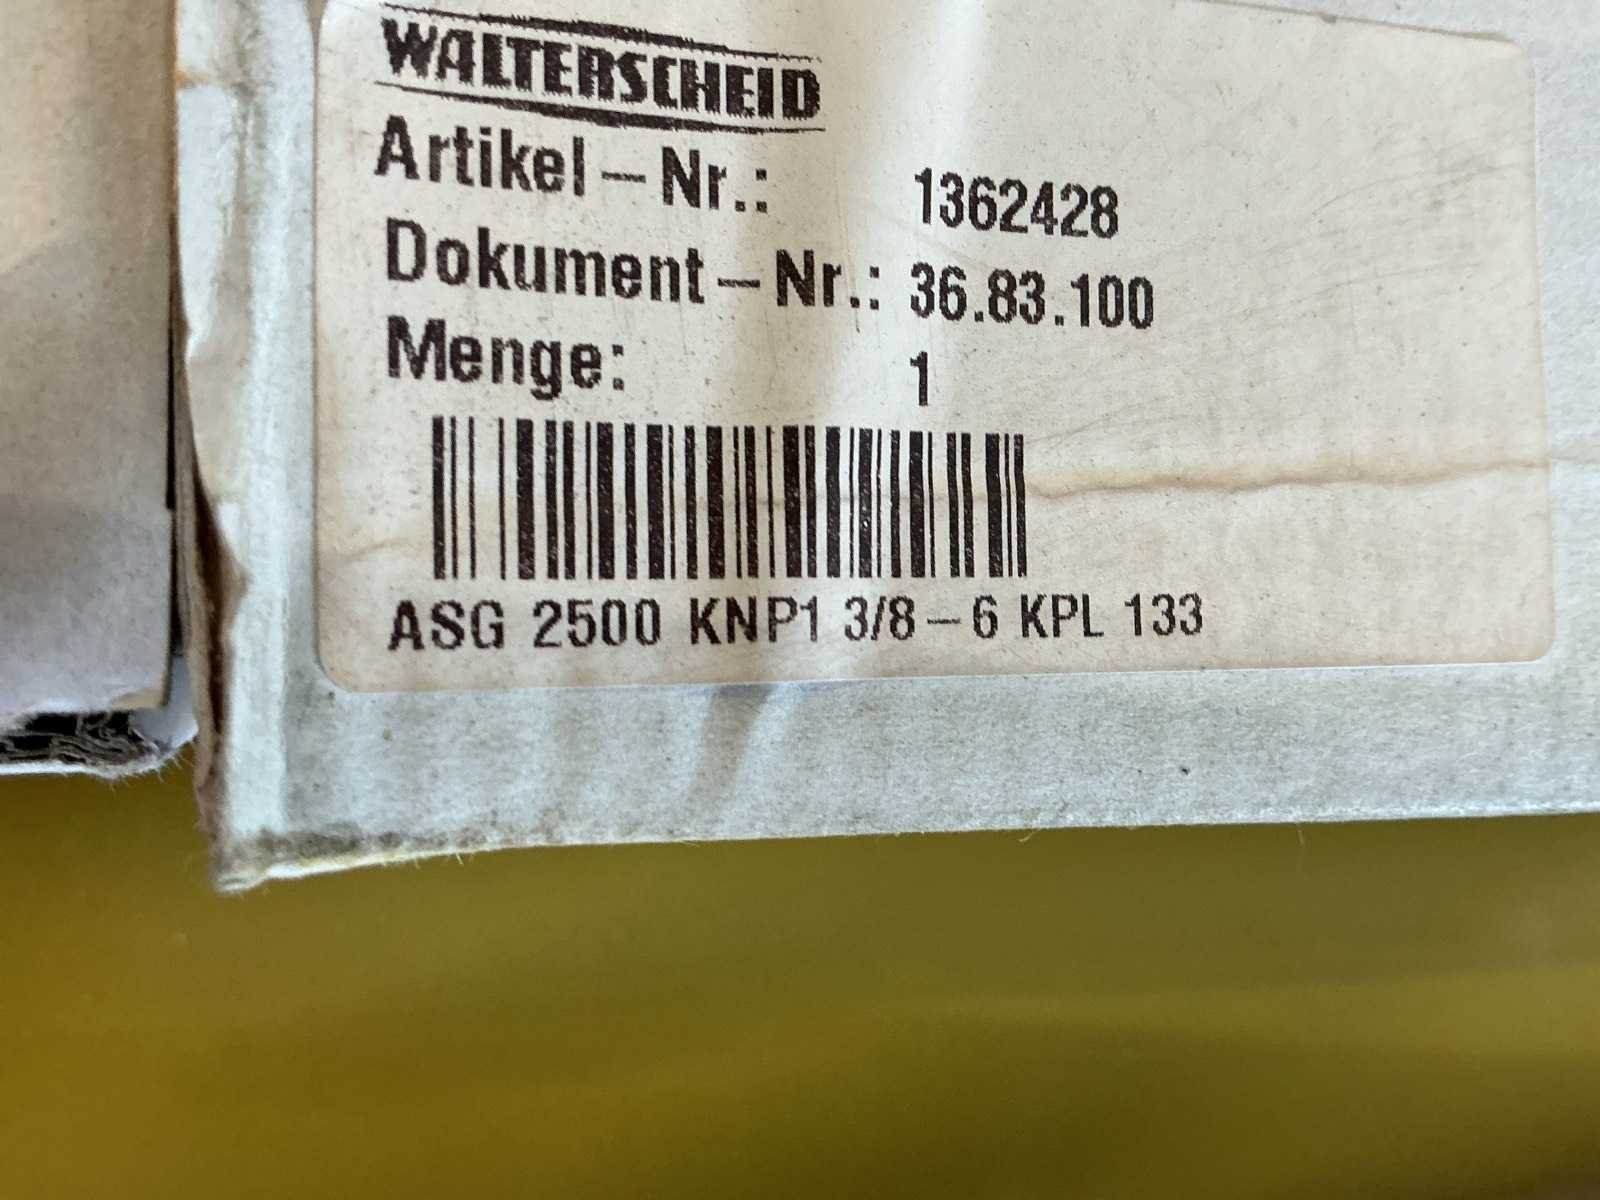 WALTERSCHEID
Artikel-Nr.: 1362428
Dokument-Nr.: 36.83.100
Menge: 1
ASG 2500 KNP1 3/8-6 KPL 133